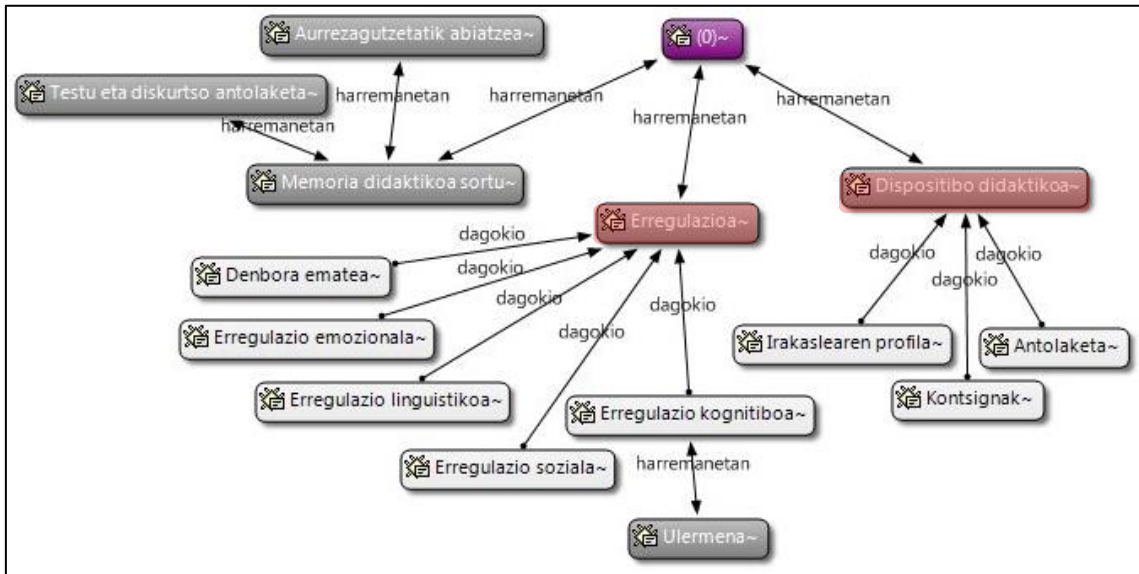 Aurrezagutzetatik abiatzea~
(0)~
Testu eta diskurtso antolaketa~
harremanetan
harremanetan
harremanetan
harremanetan
harremanetan
Memoria didaktikoa sortu~
Dispositibo didaktikoa~
Erregulazioa~
dagokio
Denbora ematea~
dagokio
dagokio
dagokio
dagokio
dagokio
dagokio
dagokio
Erregulazio emozionala~
Irakaslearen profila~
Antolaketa~
Erregulazio linguistikoa~
Erregulazio kognitiboa~
Kontsignak~
Erregulazio soziala~
harremanetan
Ulermena~